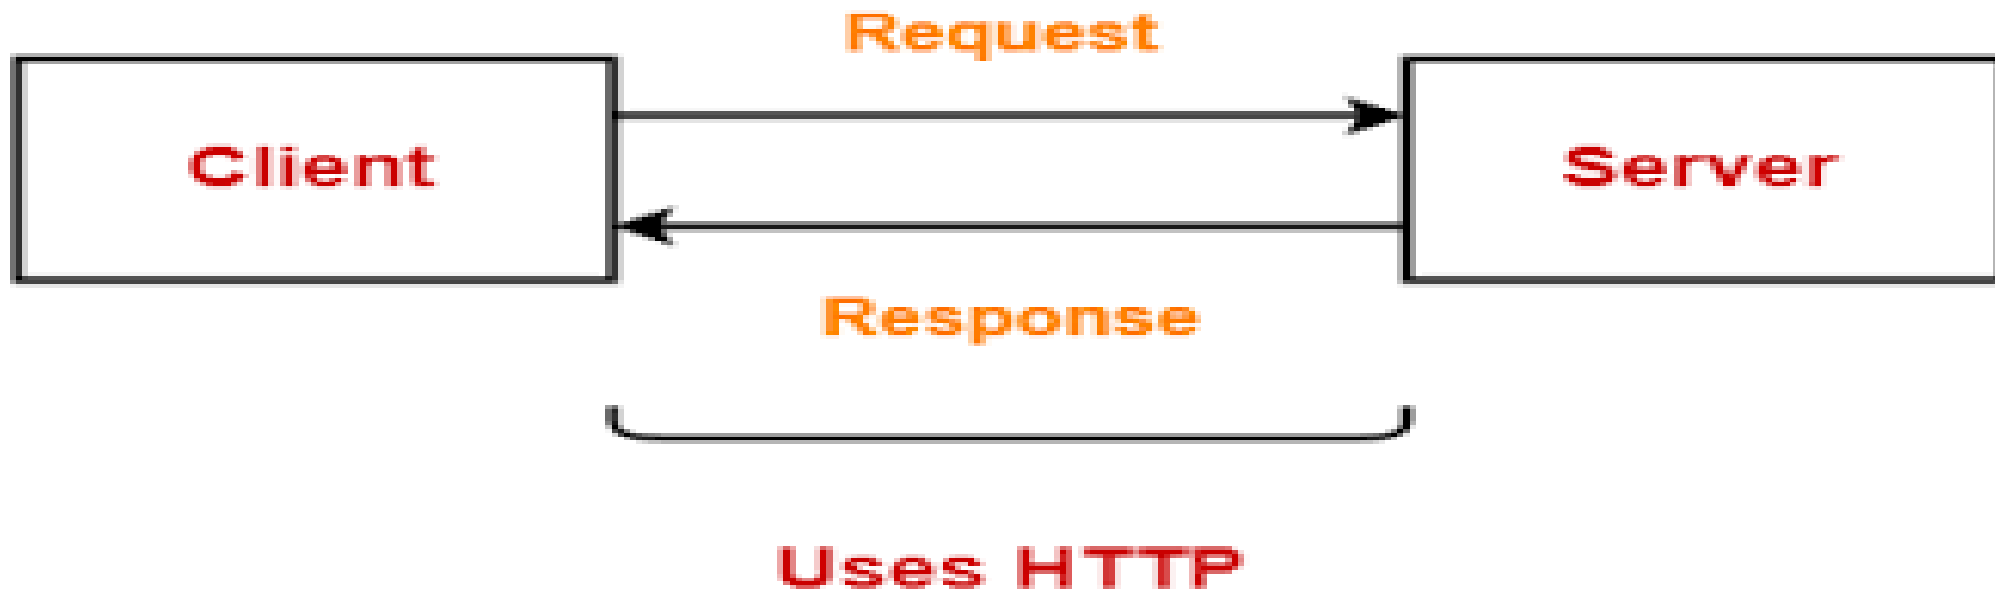 Request
Client
Server
Response
Uses HTTP